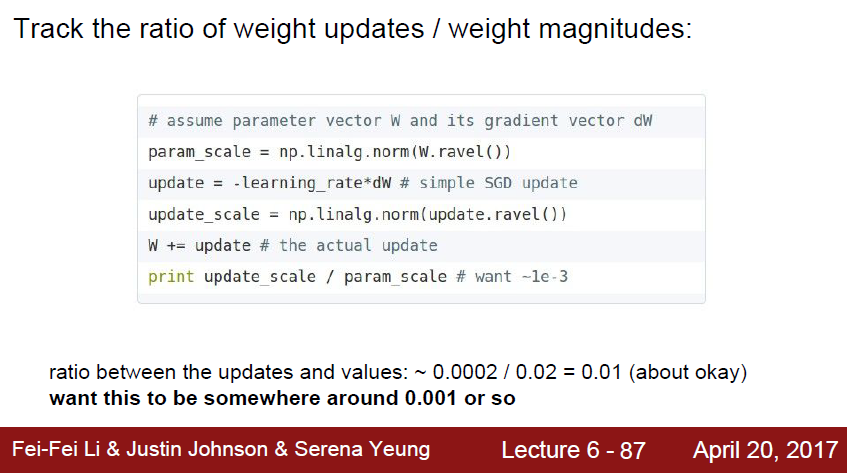 Track the ratio of weight updates / weight magnitudes:
# assume parameter vector W and its gradient vector dW
param_scale = np.linalg.norm(W.ravel())
update = -learning_rate*dW # simple SGD update
update_scale = np.linalg.norm(update.ravel())
W += update # the actual update
print update_scale / param_scale # want ~1e-3
ratio between the updates and values: ~ 0.0002 / 0.02 = 0.01 (about okay)
want this to be somewhere around 0.001 or so
Fei-Fei Li & Justin Johnson & Serena Yeung Lecture 6 - 87 April 20, 2017